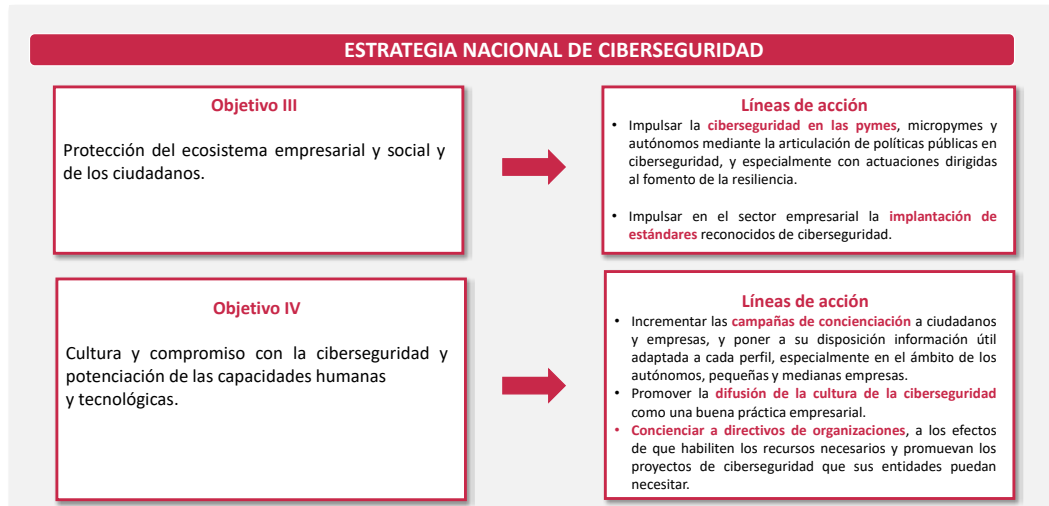 ESTRATEGIA NACIONAL DE CIBERSEGURIDAD
Objetivo III
Protección del ecosistema empresarial y social y
de los ciudadanos.
Líneas de acción
• Impulsar la ciberseguridad en las pymes, micropymes y
autónomos mediante la articulación de políticas públicas en
ciberseguridad, y especialmente con actuaciones dirigidas
al fomento de la resiliencia.
• Impulsar en el sector empresarial la implantación de
estándares reconocidos de ciberseguridad.
Objetivo IV
Cultura y compromiso con la ciberseguridad y
potenciación de las capacidades humanas
y tecnológicas.
Líneas de acción
• Incrementar las campañas de concienciación a ciudadanos
y empresas, y poner a su disposición información útil
adaptada a cada perfil, especialmente en el ámbito de los
autónomos, pequeñas y medianas empresas.
• Promover la difusión de la cultura de la ciberseguridad
como una buena práctica empresarial.
• Concienciar a directivos de organizaciones, a los efectos
de que habiliten los recursos necesarios y promuevan los
proyectos de ciberseguridad que sus entidades puedan
necesitar.